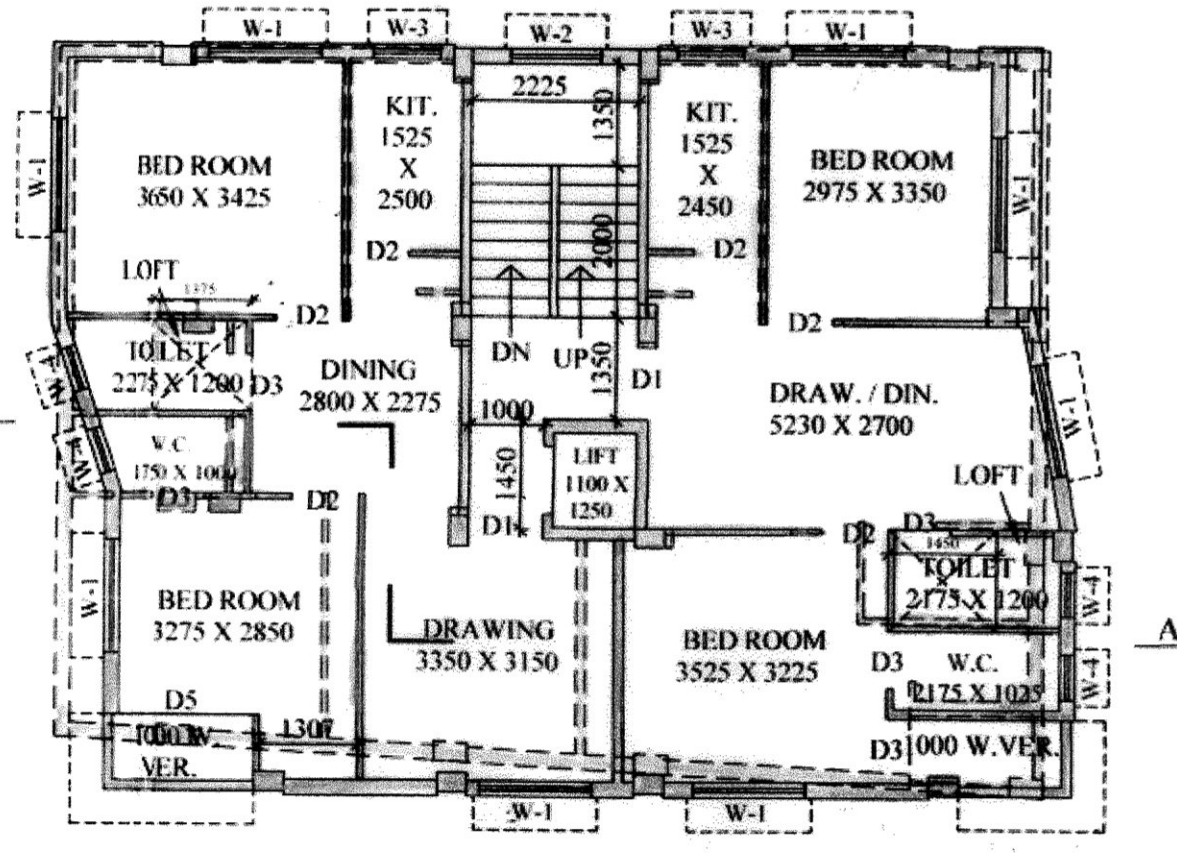 W-1
W-3
W-2
W-3
W-1
2225
1350
KIT.
1525
X
2500
KIT.
1525
X
2450
BED ROOM
3650 X 3425
BED ROOM
2975 X 3350
W-1
W-1
D2
2000
D2
LOFT
1375
D2
D2
TOILET
2275 X 1200
D3
DINING
2800 X 2275
DN
UP
1350
D1
DRAW. / DIN.
5230 X 2700
W-1
1000
W.C
1750 X 1000
1450
LIFT
1100 X
1250
LOFT
D3
D2
D1
D2
D3
1450
TOILET
2175 X 1200
W-4
W-1
BED ROOM
3275 X 2850
DRAWING
3350 X 3150
BED ROOM
3525 X 3225
A
D3
W.C.
2175 X 1025
W-4
D5
1000 W.
VER.
1307
D3
1000 W.VER.
W-1
W-1